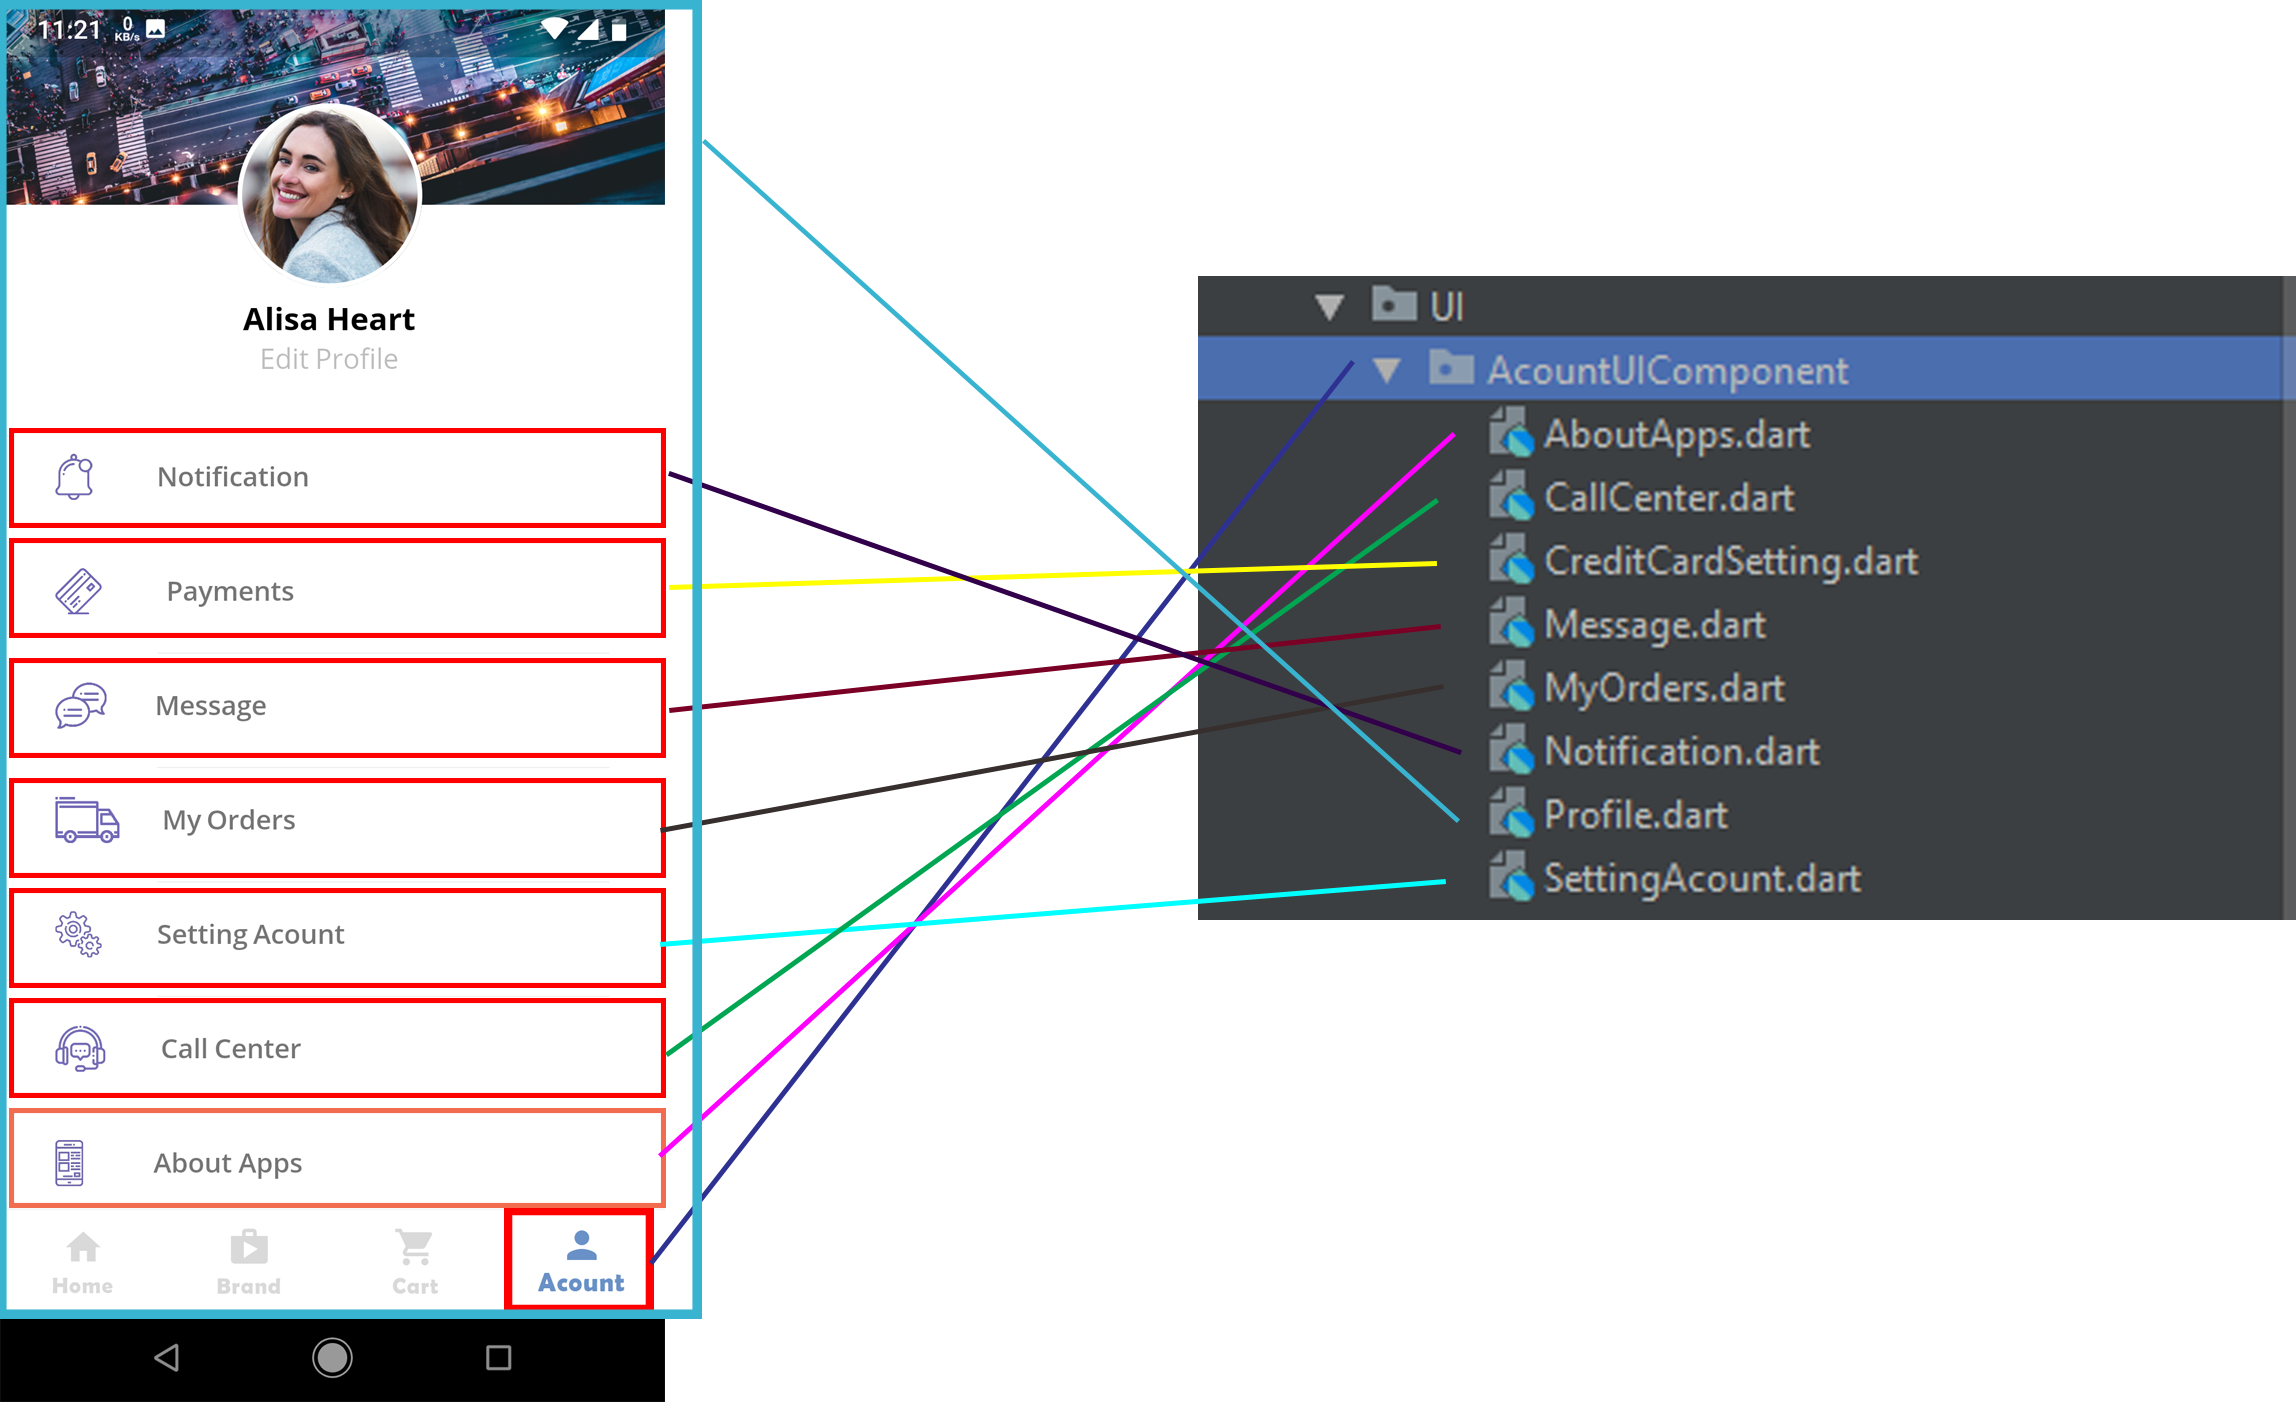 11:21 0 KB/s
Alisa Heart
Edit Profile
Notification
Payments
Message
My Orders
Setting Acount
Call Center
About Apps
Home Brand Cart Acount
UI
AcountUIComponent
AboutApps.dart
CallCenter.dart
CreditCardSetting.dart
Message.dart
MyOrders.dart
Notification.dart
Profile.dart
SettingAcount.dart